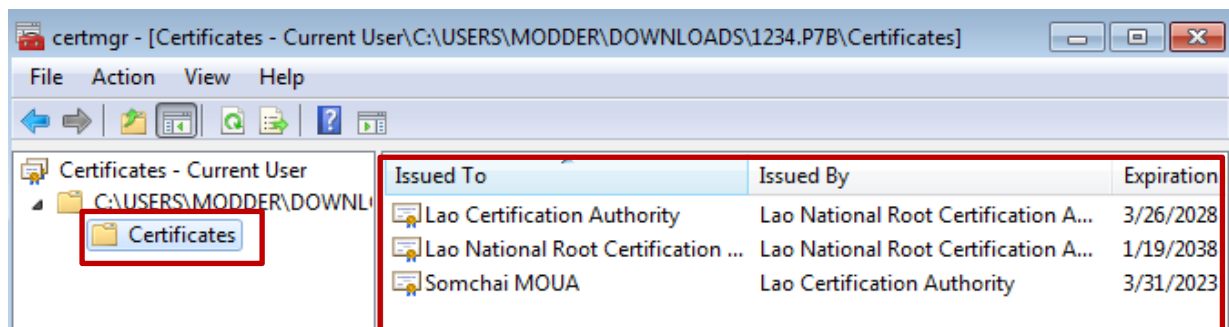 certmgr - [Certificates - Current User\C:\USERS\MODDER\DOWNLOADS\1234.P7B\Certificates]
File Action View Help
Certificates - Current User
C:\USERS\MODDER\DOWNL
Certificates
Issued To Issued By Expiration
Lao Certification Authority Lao National Root Certification A... 3/26/2028
Lao National Root Certification ... Lao National Root Certification A... 1/19/2038
Somchai MOUA Lao Certification Authority 3/31/2023